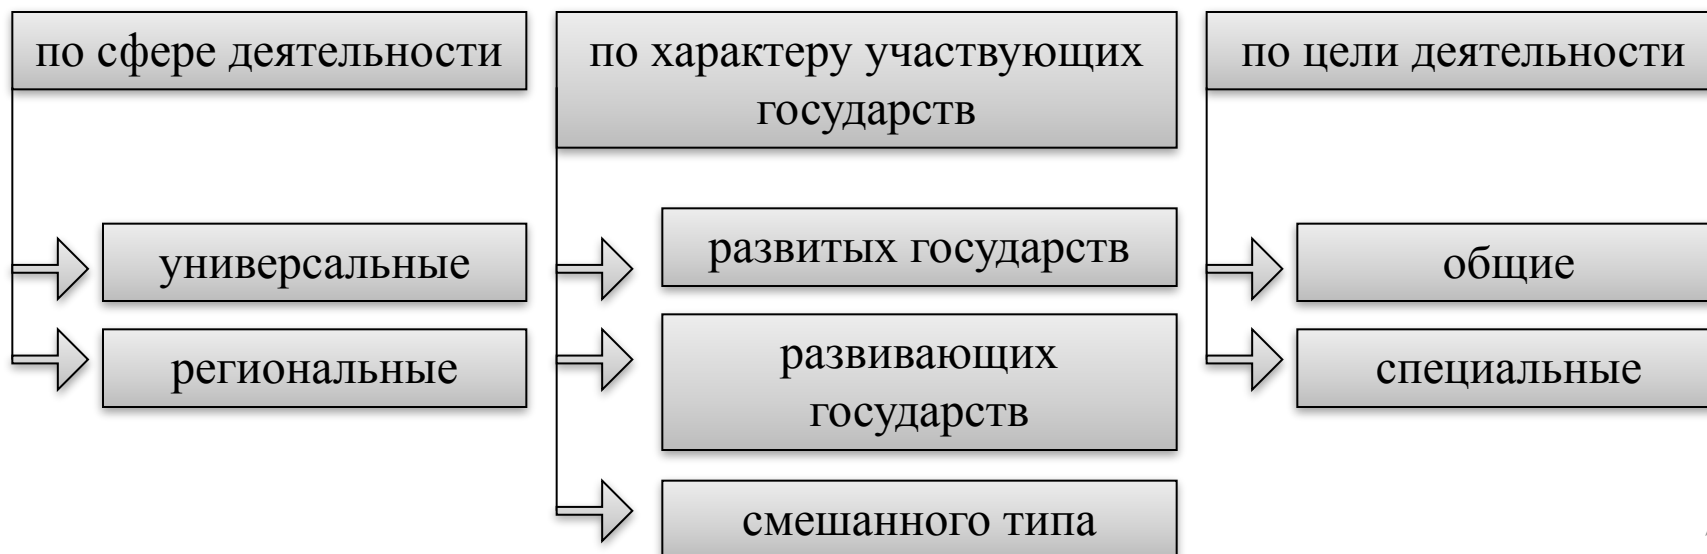 по сфере деятельности
универсальные
региональные
по характеру участвующих
государств
развитых государств
развивающих
государств
смешанного типа
по цели деятельности
общие
специальные